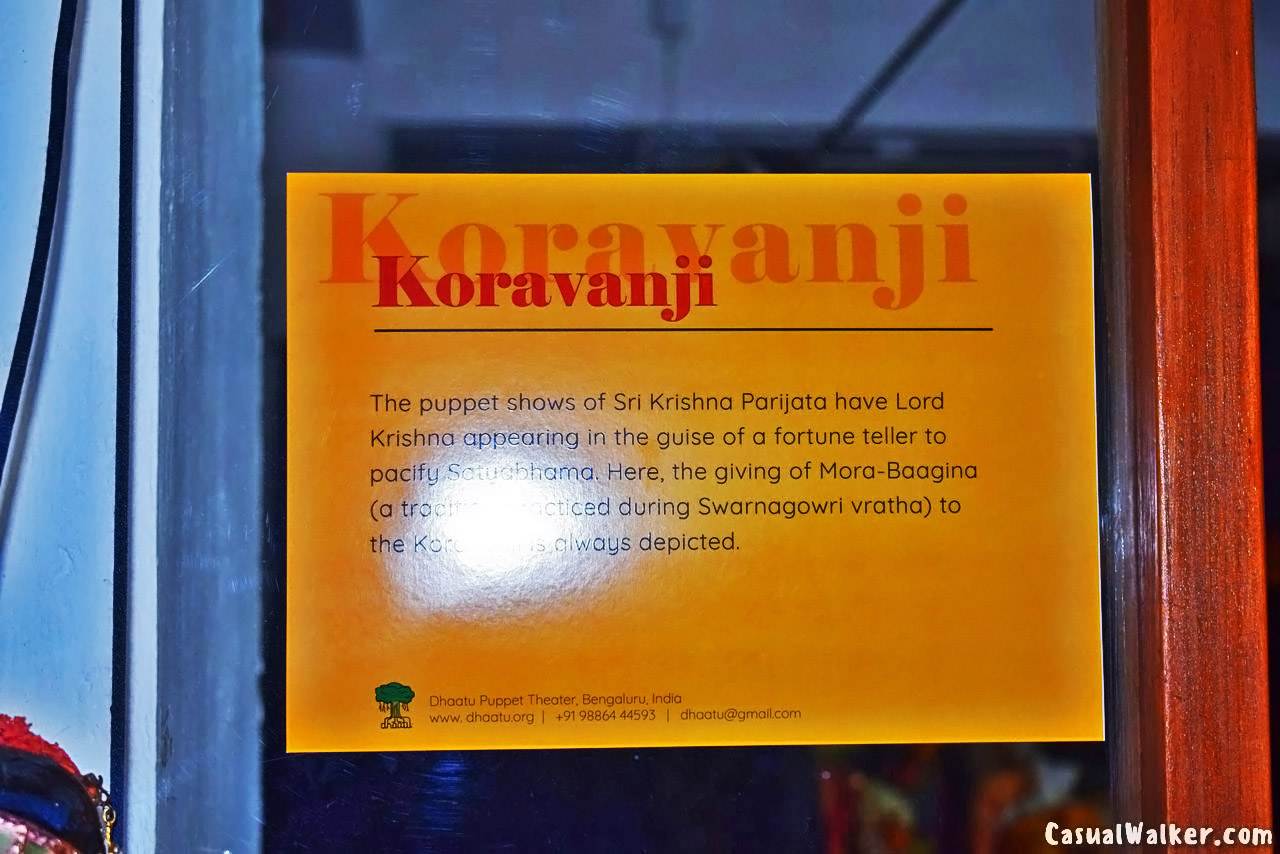 Koravanji
Koravanji
The puppet shows of Sri Krishna Parijata have Lord
Krishna appearing in the guise of a fortune teller to
pacify Satyabhama. Here, the giving of Mora-Baagina
(a practiced during Swarnagowri vratha) to
the is always depicted.
Dhaatu Puppet Theater, Bengaluru, India
www. dhaatu.org | +91 98864 44593 | dhaatu@gmail.com
dhaatu
CasualWalker.com